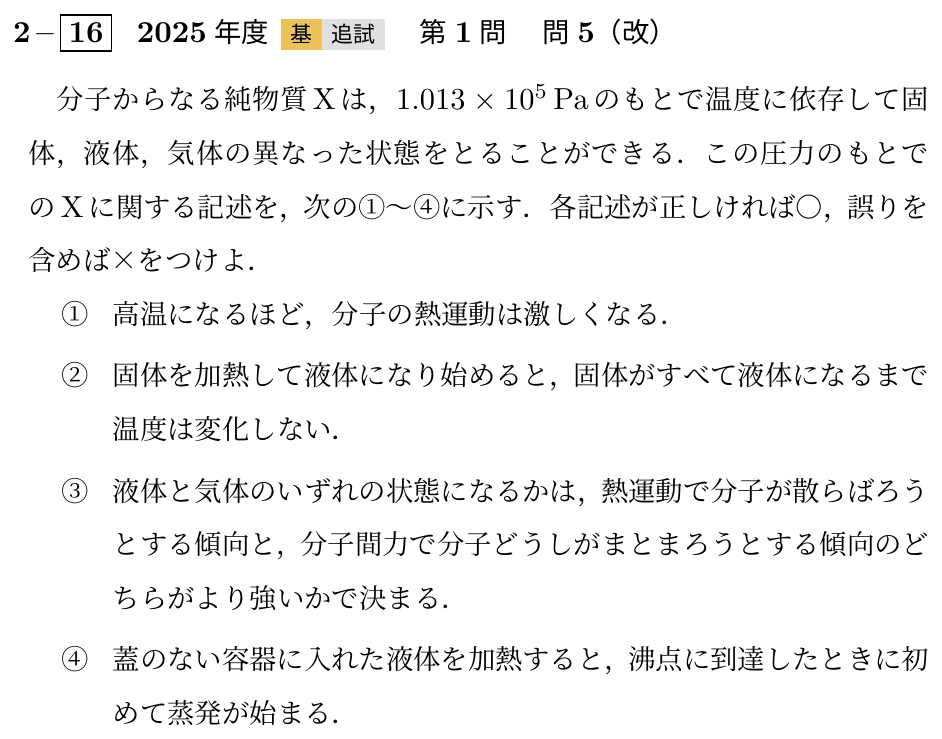 2－16 2025 年度 基 追試 第 1 問 問 5（改）
分子からなる純物質 X は，1.013 × 10⁵ Pa のもとで温度に依存して固
体，液体，気体の異なった状態をとることができる．この圧力のもとで
の X に関する記述を，次の①～④に示す．各記述が正しければ○，誤りを
含めば×をつけよ．
① 高温になるほど，分子の熱運動は激しくなる．
② 固体を加熱して液体になり始めると，固体がすべて液体になるまで
温度は変化しない．
③ 液体と気体のいずれの状態になるかは，熱運動で分子が散らばろう
とする傾向と，分子間力で分子どうしがまとまろうとする傾向のど
ちらがより強いかで決まる．
④ 蓋のない容器に入れた液体を加熱すると，沸点に到達したときに初
めて蒸発が始まる．